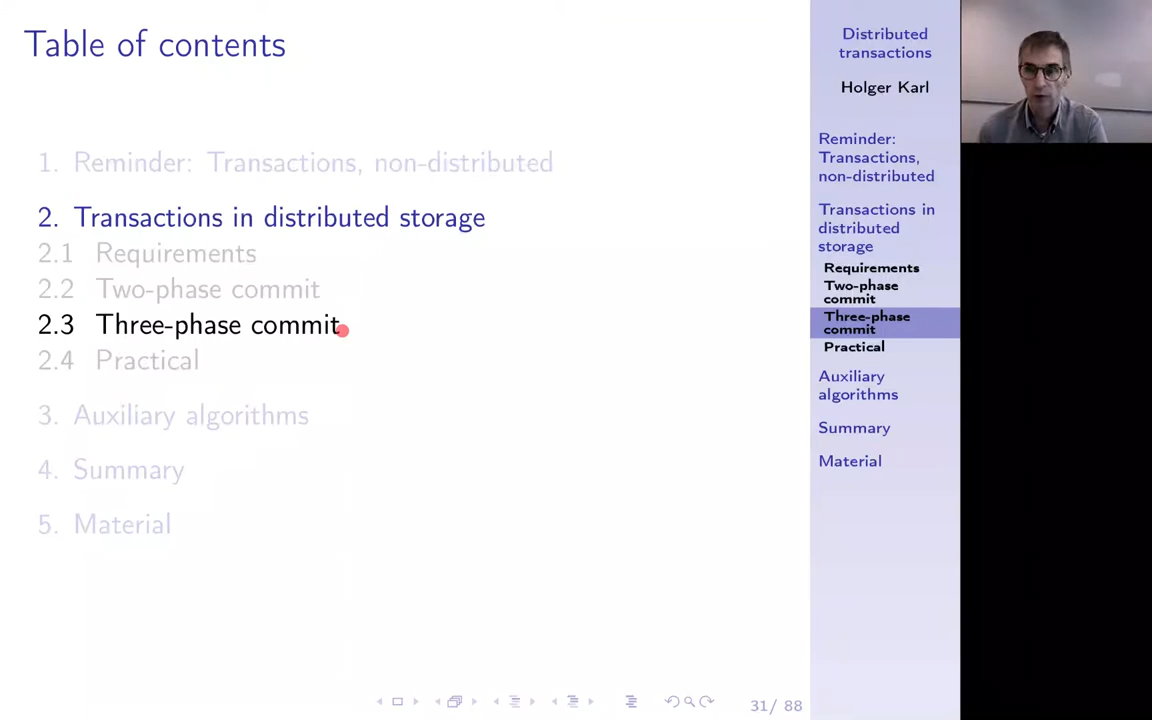 Table of contents
1. Reminder: Transactions, non-distributed
2. Transactions in distributed storage
2.1 Requirements
2.2 Two-phase commit
2.3 Three-phase commit
2.4 Practical
3. Auxiliary algorithms
4. Summary
5. Material
31/ 88
Distributed
transactions
Holger Karl
Reminder:
Transactions,
non-distributed
Transactions in
distributed
storage
Requirements
Two-phase
commit
Three-phase
commit
Practical
Auxiliary
algorithms
Summary
Material